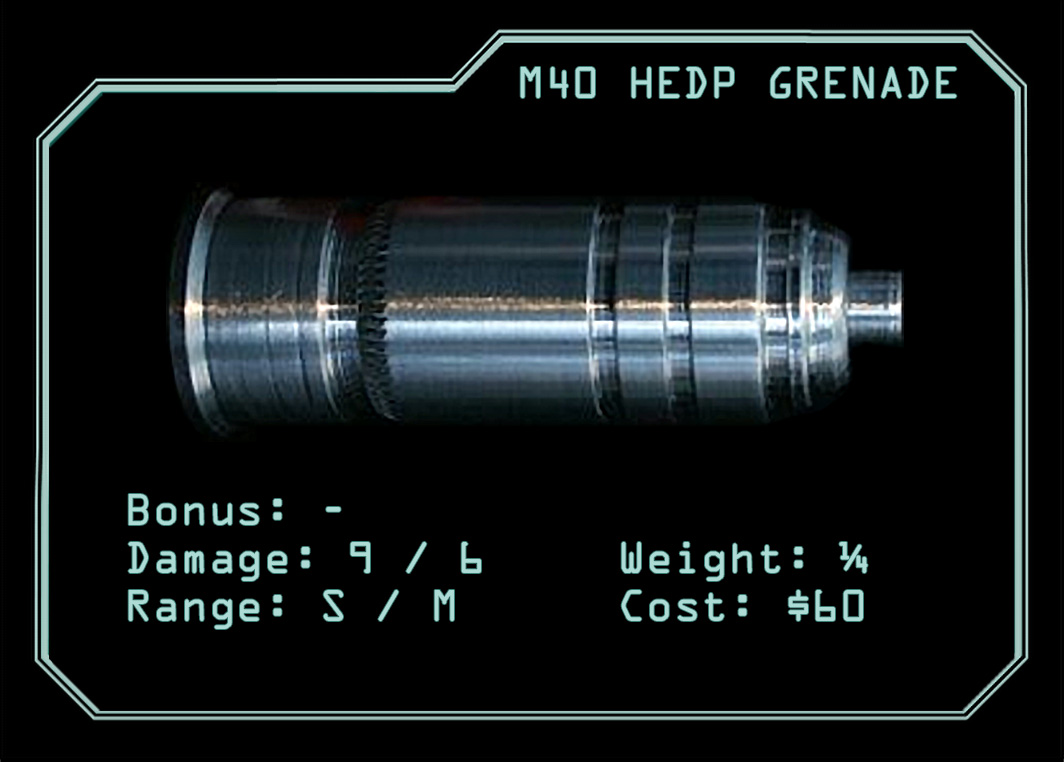 M40 HEDP GRENADE
Bonus: -
Damage: 9 / 6
Weight: ¼
Range: S / M
Cost: $60